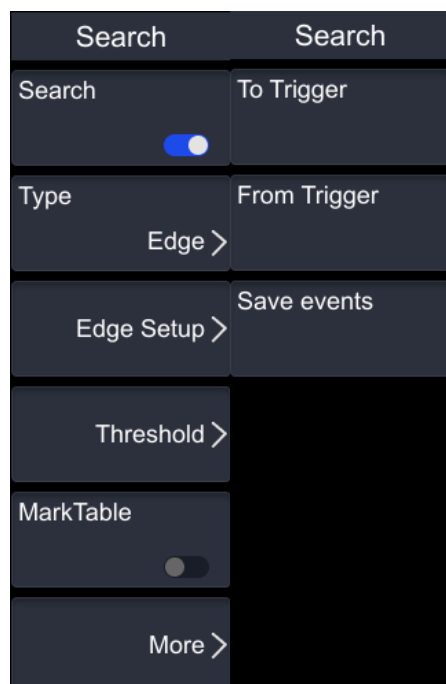 Search
Search
Type
Edge
Edge Setup
Threshold
MarkTable
More
Search
To Trigger
From Trigger
Save events